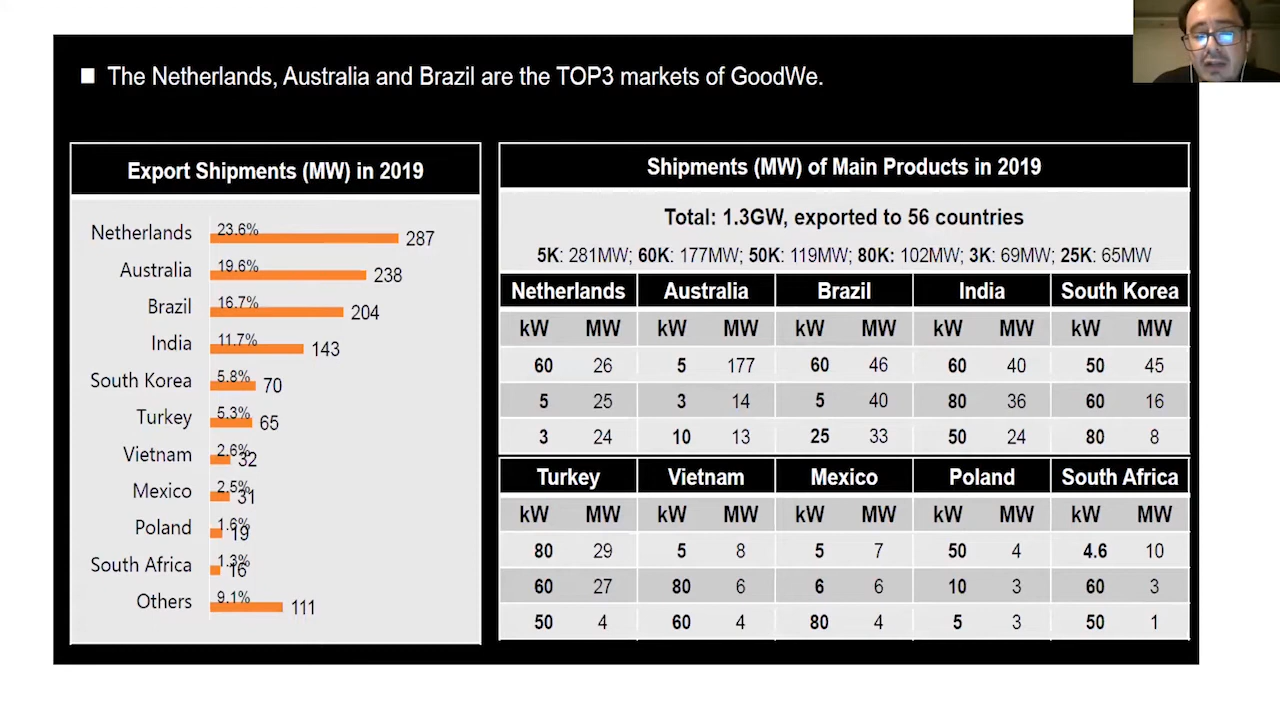 The Netherlands, Australia and Brazil are the TOP3 markets of GoodWe.
Export Shipments (MW) in 2019
Netherlands 23.6% 287
Australia 19.6% 238
Brazil 16.7% 204
India 11.7% 143
South Korea 5.8% 70
Turkey 5.3% 65
Vietnam 2.6% 32
Mexico 2.5% 31
Poland 1.6% 19
South Africa 1.3% 16
Others 9.1% 111
Shipments (MW) of Main Products in 2019
Total: 1.3GW, exported to 56 countries
5K: 281MW; 60K: 177MW; 50K: 119MW; 80K: 102MW; 3K: 69MW; 25K: 65MW
Netherlands Australia Brazil India South Korea
kW MW kW MW kW MW kW MW kW MW
60 26 5 177 60 46 60 40 50 45
5 25 3 14 5 40 80 36 60 16
3 24 10 13 25 33 50 24 80 8
Turkey Vietnam Mexico Poland South Africa
kW MW kW MW kW MW kW MW kW MW
80 29 5 8 5 7 50 4 4.6 10
60 27 80 6 6 6 10 3 60 3
50 4 60 4 80 4 5 3 50 1